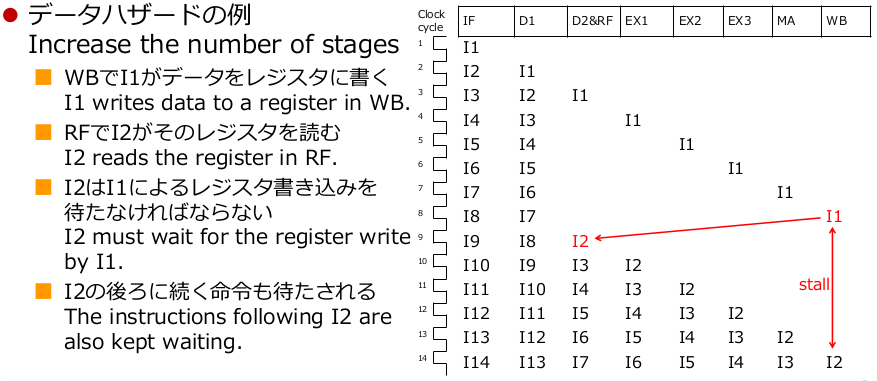 データハザードの例
Increase the number of stages
WBでI1がデータをレジスタに書く
I1 writes data to a register in WB.
RFでI2がそのレジスタを読む
I2 reads the register in RF.
I2はI1によるレジスタ書き込みを
待たなければならない
I2 must wait for the register write
by I1.
I2の後ろに続く命令も待たされる
The instructions following I2 are
also kept waiting.
Clock
cycle
IF D1 D2&RF EX1 EX2 EX3 MA WB
1 I1
2 I2 I1
3 I3 I2 I1
4 I4 I3 I1
5 I5 I4 I1
6 I6 I5 I1
7 I7 I6 I1
8 I8 I7 I1
9 I9 I8 I2
10 I10 I9 I3 I2
11 I11 I10 I4 I3 I2
stall
12 I12 I11 I5 I4 I3 I2
13 I13 I12 I6 I5 I4 I3 I2
14 I14 I13 I7 I6 I5 I4 I3 I2